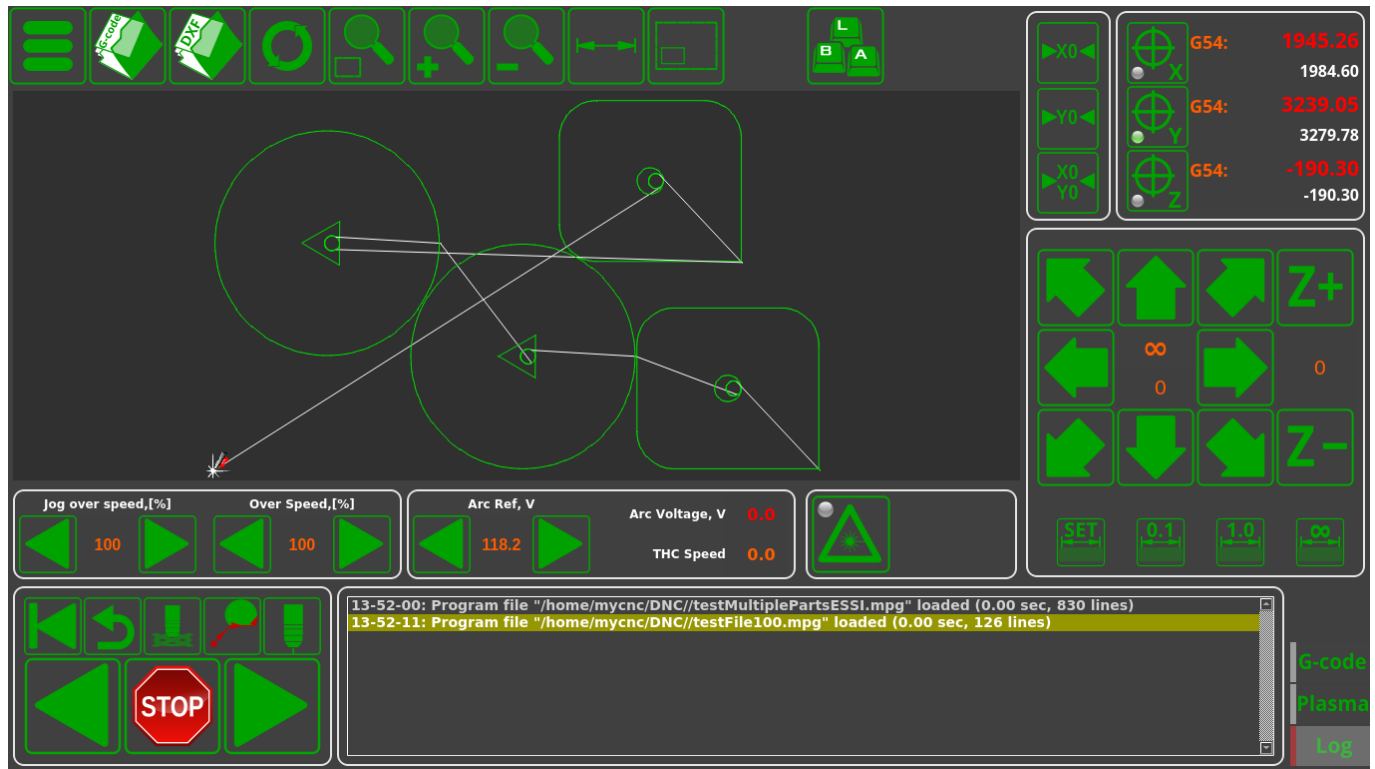 G-code
DXF
L
B
A
X0
Y0
X0
Y0
X
G54:
1945.26
1984.60
Y
G54:
3239.05
3279.78
Z
G54:
-190.30
-190.30
Z+
∞
0
0
Z-
SET
0.1
1.0
∞
Jog over speed,[%]
Over Speed,[%]
100
100
Arc Ref, V
118.2
Arc Voltage, V
0.0
THC Speed
0.0
STOP
13-52-00: Program file "/home/mycnc/DNC//testMultiplePartsESSI.mpg" loaded (0.00 sec, 830 lines)
13-52-11: Program file "/home/mycnc/DNC//testFile100.mpg" loaded (0.00 sec, 126 lines)
G-code
Plasma
Log